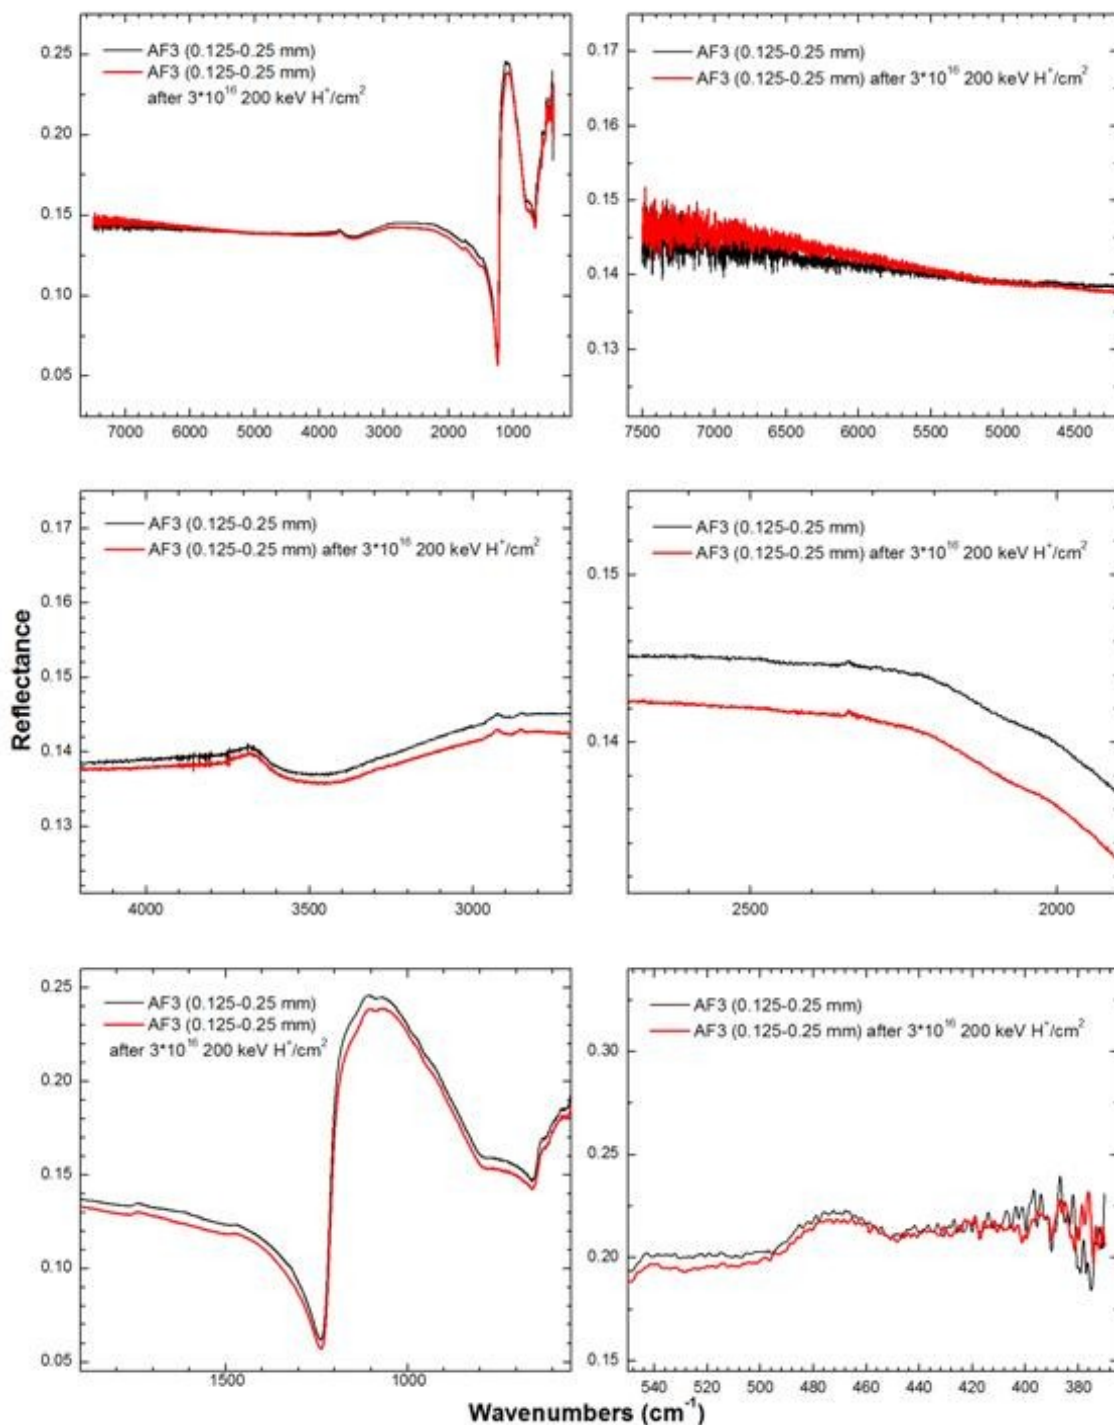 AF3 (0.125-0.25 mm)
AF3 (0.125-0.25 mm)
after 3*10¹⁶ 200 keV H⁺/cm²
0.25
0.20
0.15
0.10
0.05
7000 6000 5000 4000 3000 2000 1000
AF3 (0.125-0.25 mm)
AF3 (0.125-0.25 mm) after 3*10¹⁶ 200 keV H⁺/cm²
0.17
0.16
0.15
0.14
0.13
7500 7000 6500 6000 5500 5000 4500
Reflectance
AF3 (0.125-0.25 mm)
AF3 (0.125-0.25 mm) after 3*10¹⁶ 200 keV H⁺/cm²
0.17
0.16
0.15
0.14
0.13
4000 3500 3000
AF3 (0.125-0.25 mm)
AF3 (0.125-0.25 mm) after 3*10¹⁶ 200 keV H⁺/cm²
0.15
0.14
2500 2000
AF3 (0.125-0.25 mm)
AF3 (0.125-0.25 mm)
after 3*10¹⁶ 200 keV H⁺/cm²
0.25
0.20
0.15
0.10
0.05
1500 1000
AF3 (0.125-0.25 mm)
AF3 (0.125-0.25 mm) after 3*10¹⁶ 200 keV H⁺/cm²
0.30
0.25
0.20
0.15
540 520 500 480 460 440 420 400 380
Wavenumbers (cm⁻¹)